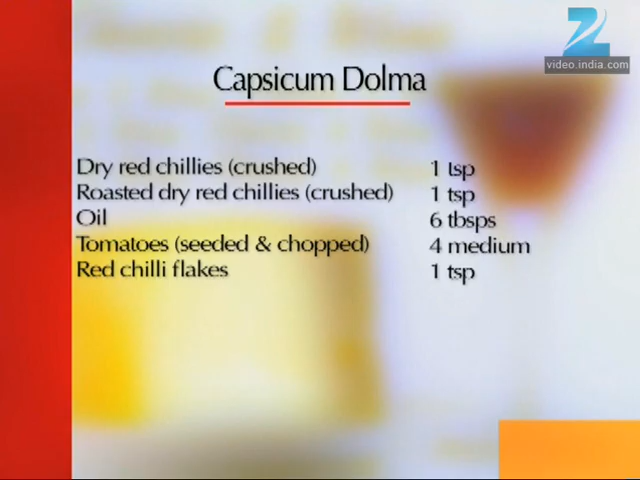 Z
video.india.com
Capsicum Dolma
Dry red chillies (crushed) 1 tsp
Roasted dry red chillies (crushed) 1 tsp
Oil 6 tbsps
Tomatoes (seeded & chopped) 4 medium
Red chilli flakes 1 tsp